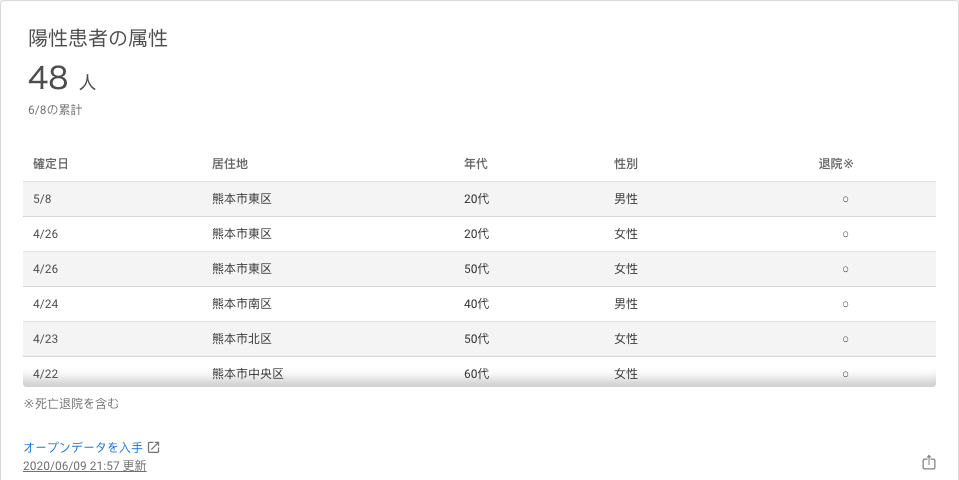 陽性患者の属性
48 人
6/8の累計
確定日 居住地 年代 性別 退院※
5/8 熊本市東区 20代 男性 ○
4/26 熊本市東区 20代 女性 ○
4/26 熊本市東区 50代 女性 ○
4/24 熊本市南区 40代 男性 ○
4/23 熊本市北区 50代 女性 ○
4/22 熊本市中央区 60代 女性 ○
※死亡退院を含む
オープンデータを入手
2020/06/09 21:57 更新